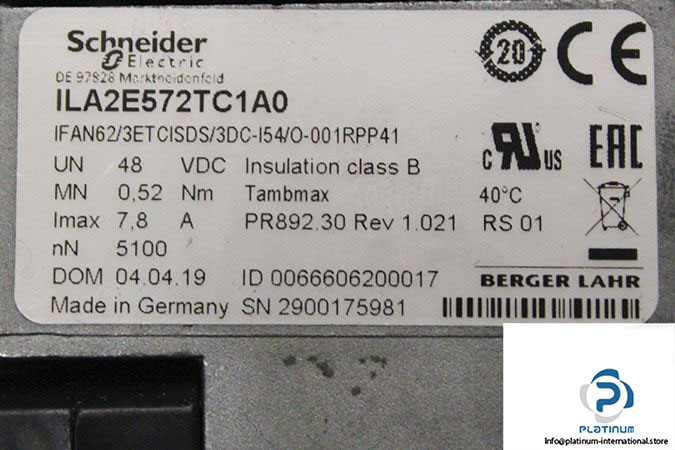 Schneider
Electric
DE 97828 Marktheidenfeld
ILA2E572TC1A0
IFAN62/3ETCISDS/3DC-I54/O-001RPP41
UN 48 VDC Insulation class B
MN 0,52 Nm Tambmax 40°C
Imax 7,8 A PR892.30 Rev 1.021 RS 01
nN 5100
DOM 04.04.19 ID 0066606200017
Made in Germany SN 2900175981
20 CE
c RU US EAC
BERGER LAHR
PLATINUM
Info@platinum-international.store